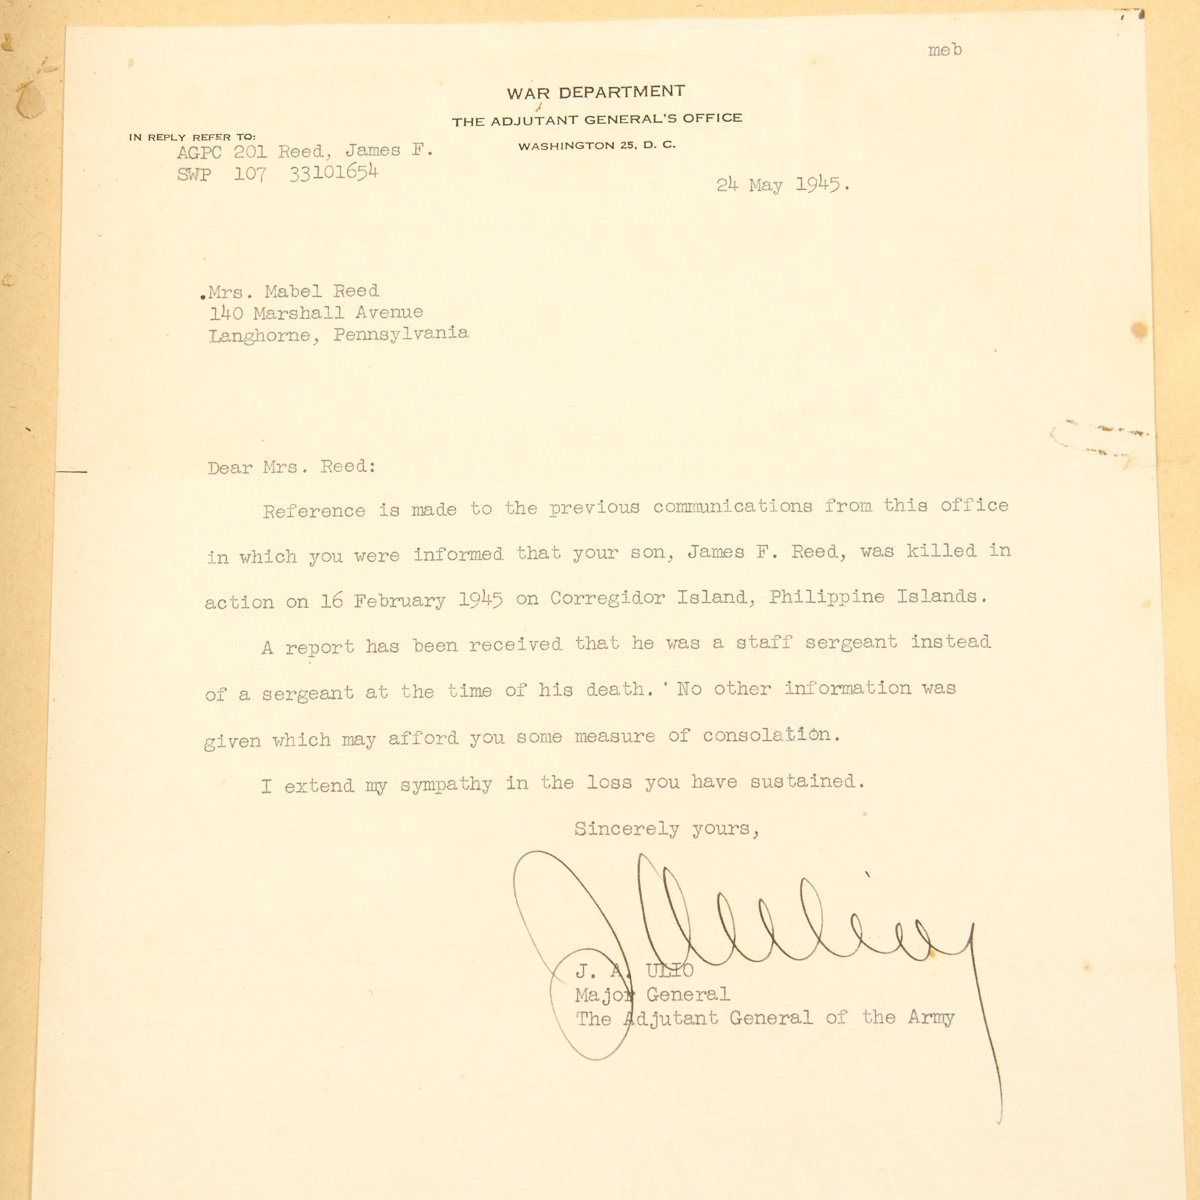 meb
WAR DEPARTMENT
THE ADJUTANT GENERAL'S OFFICE
WASHINGTON 25, D. C.
IN REPLY REFER TO:
AGPC 201 Reed, James F.
SWP 107 33101654
24 May 1945.
Mrs. Mabel Reed
140 Marshall Avenue
Langhorne, Pennsylvania
Dear Mrs. Reed:
Reference is made to the previous communications from this office
in which you were informed that your son, James F. Reed, was killed in
action on 16 February 1945 on Corregidor Island, Philippine Islands.
A report has been received that he was a staff sergeant instead
of a sergeant at the time of his death. No other information was
given which may afford you some measure of consolation.
I extend my sympathy in the loss you have sustained.
Sincerely yours,
J. A. ULIO
Major General
The Adjutant General of the Army